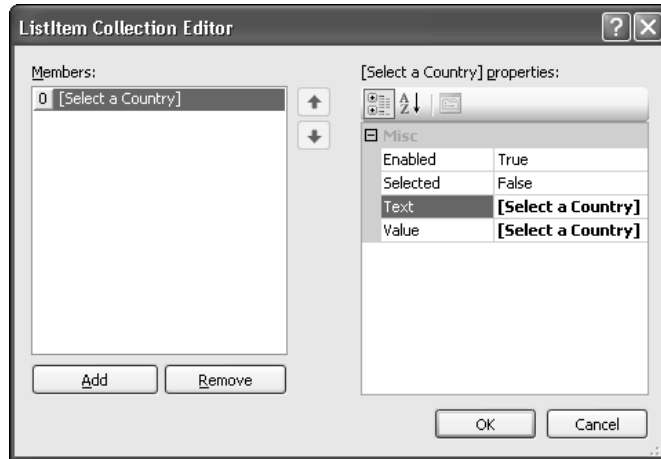 ListItem Collection Editor
Members:
0 [Select a Country]
Add Remove
[Select a Country] properties:
Misc
Enabled True
Selected False
Text [Select a Country]
Value [Select a Country]
OK Cancel